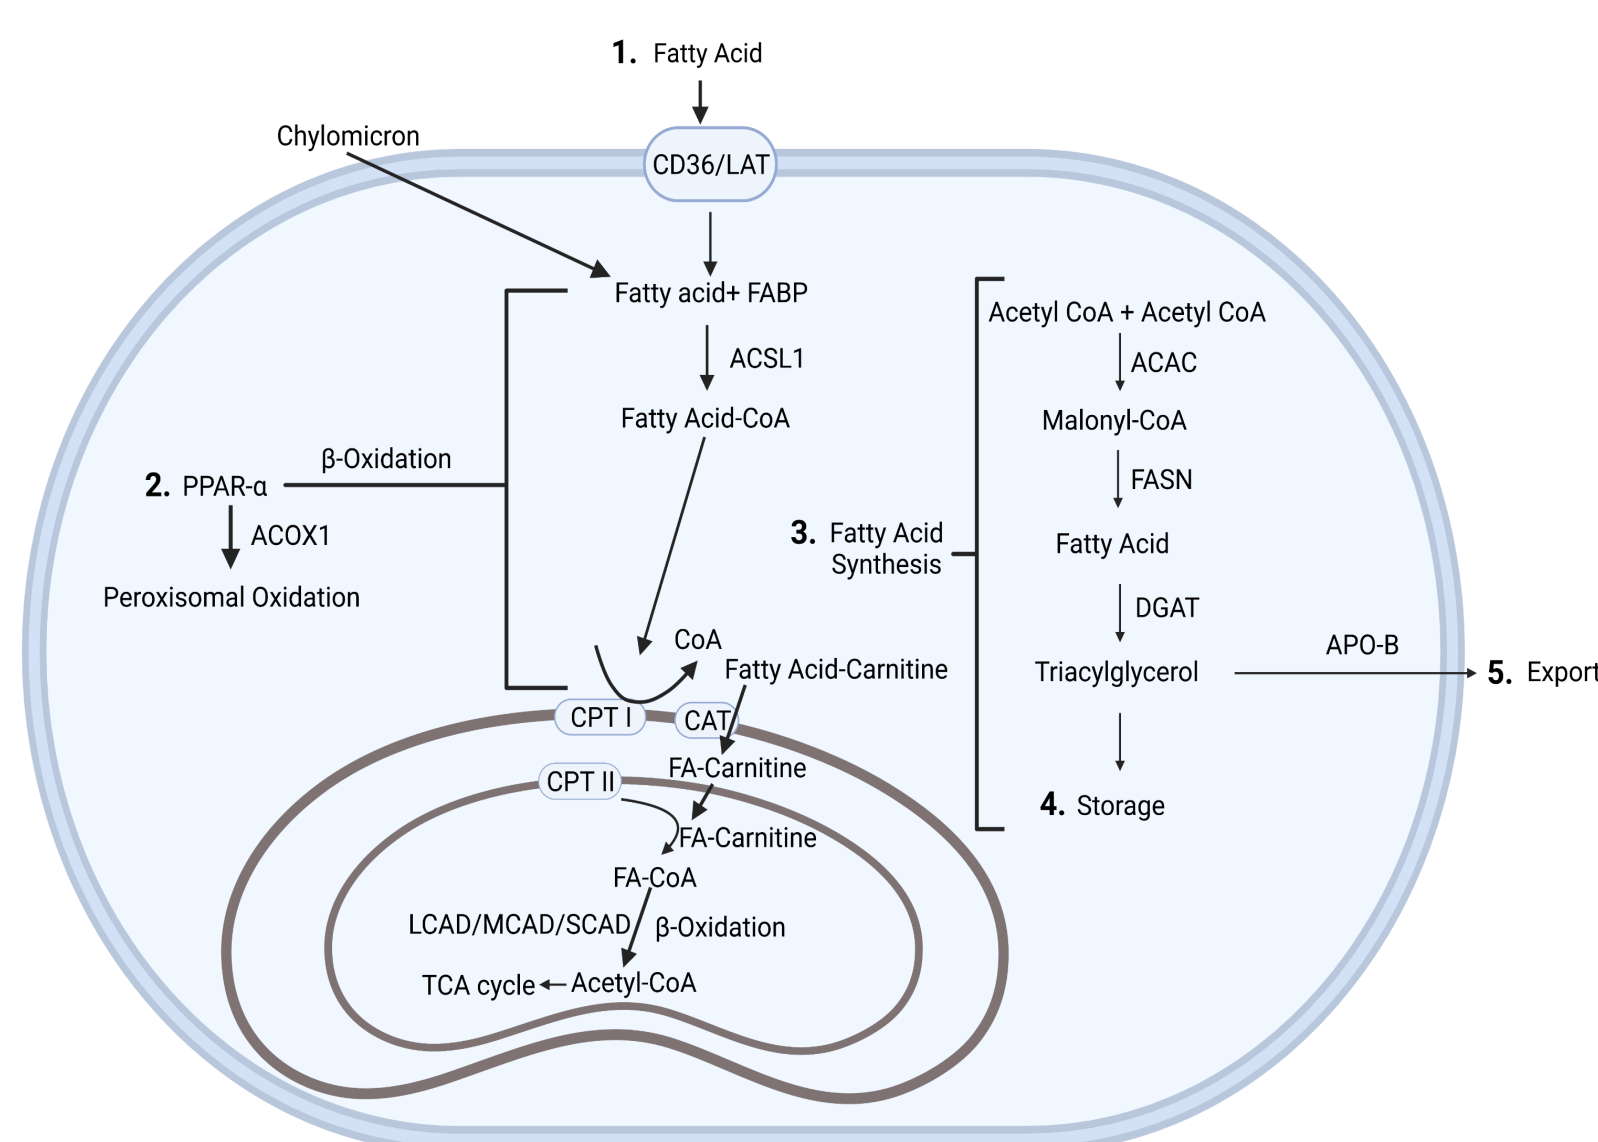 1. Fatty Acid
Chylomicron
CD36/LAT
Fatty acid+ FABP
ACSL1
Fatty Acid-CoA
β-Oxidation
2. PPAR-α
ACOX1
Peroxisomal Oxidation
CoA
Fatty Acid-Carnitine
CPT I
CAT
FA-Carnitine
CPT II
FA-Carnitine
FA-CoA
LCAD/MCAD/SCAD
β-Oxidation
TCA cycle
Acetyl-CoA
3. Fatty Acid
Synthesis
Acetyl CoA + Acetyl CoA
ACAC
Malonyl-CoA
FASN
Fatty Acid
DGAT
Triacylglycerol
APO-B
5. Export
4. Storage